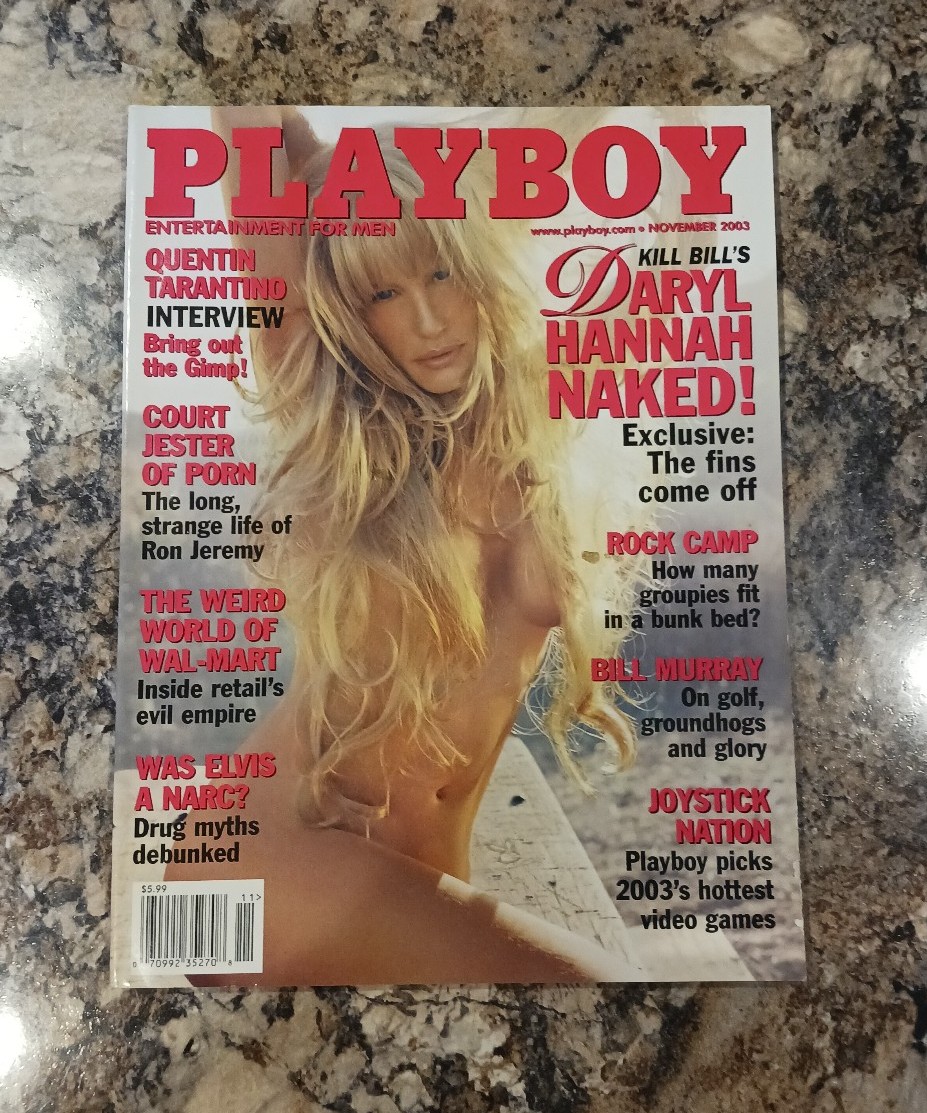 PLAYBOY
ENTERTAINMENT FOR MEN
www.playboy.com • NOVEMBER 2003
QUENTIN
TARANTINO
INTERVIEW
Bring out
the Gimp!
COURT
JESTER
OF PORN
The long,
strange life of
Ron Jeremy
THE WEIRD
WORLD OF
WAL-MART
Inside retail's
evil empire
WAS ELVIS
A NARC?
Drug myths
debunked
$5.99
11>
0 70992 35270 8
KILL BILL'S
DARYL
HANNAH
NAKED!
Exclusive:
The fins
come off
ROCK CAMP
How many
groupies fit
in a bunk bed?
BILL MURRAY
On golf,
groundhogs
and glory
JOYSTICK
NATION
Playboy picks
2003's hottest
video games